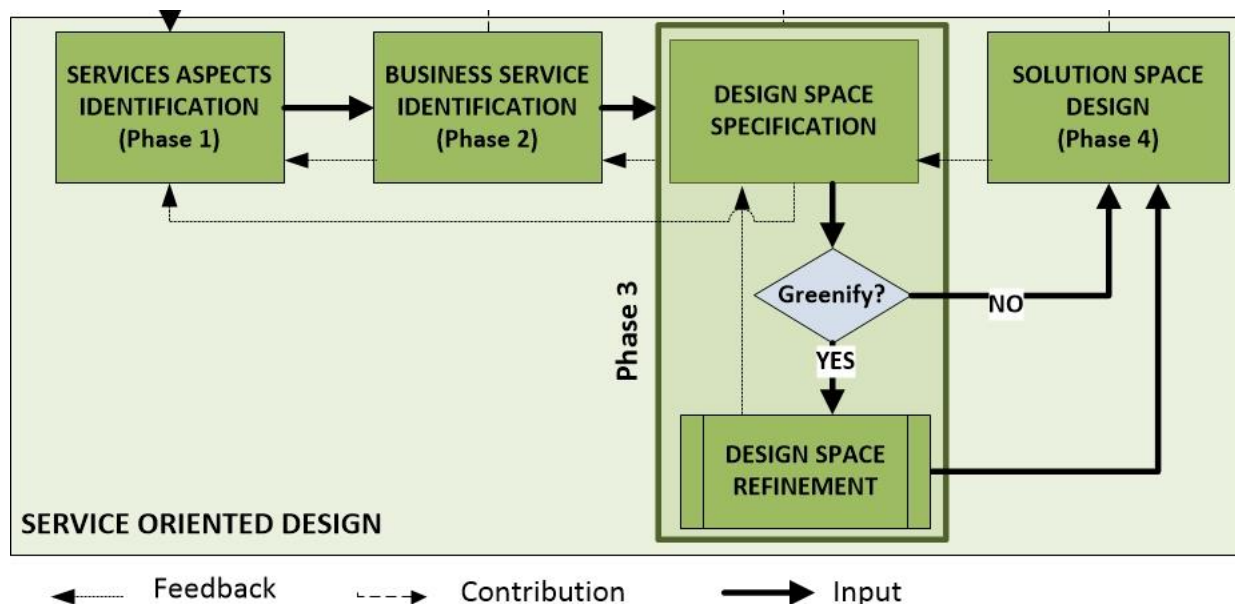 SERVICES ASPECTS
IDENTIFICATION
(Phase 1)
BUSINESS SERVICE
IDENTIFICATION
(Phase 2)
DESIGN SPACE
SPECIFICATION
SOLUTION SPACE
DESIGN
(Phase 4)
Greenify?
NO
Phase 3
YES
DESIGN SPACE
REFINEMENT
SERVICE ORIENTED DESIGN
Feedback
Contribution
Input